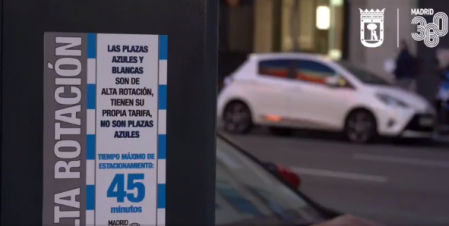 ALTA ROTACIÓN
LAS PLAZAS
AZULES Y
BLANCAS
SON DE
ALTA ROTACIÓN,
TIENEN SU
PROPIA TARIFA,
NO SON PLAZAS
AZULES
TIEMPO MÁXIMO DE
ESTACIONAMIENTO:
45
minutos
MADRID
MADRID
360